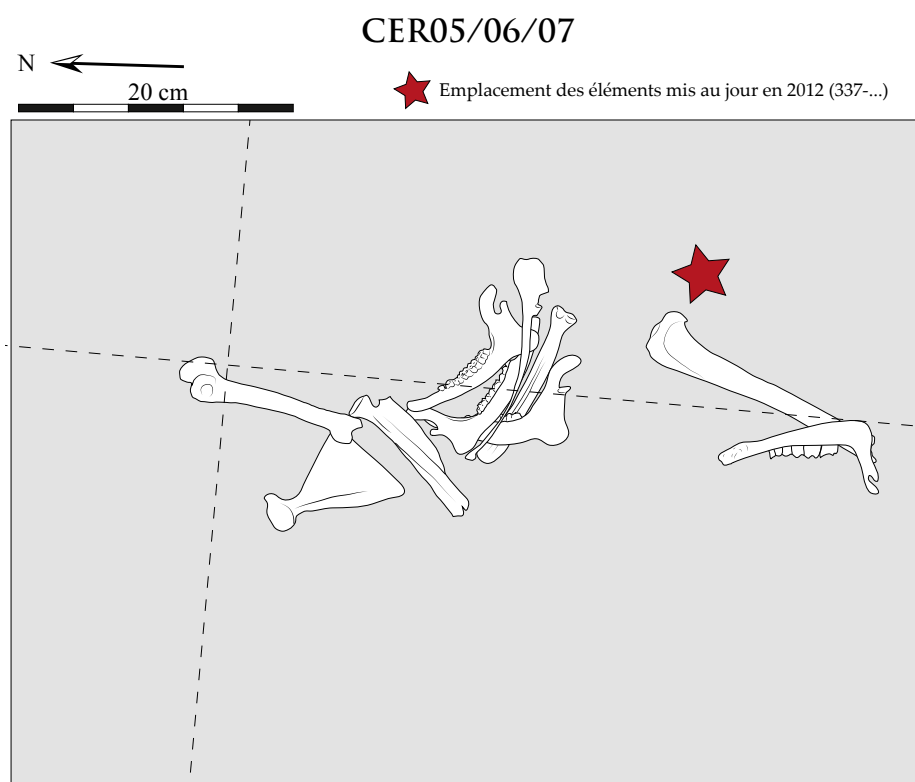 CER05/06/07
N
20 cm
Emplacement des éléments mis au jour en 2012 (337-...)